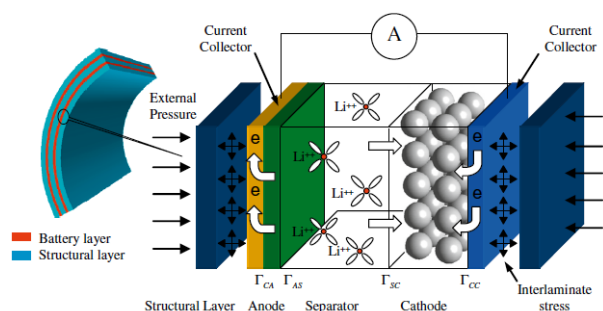 Current
Collector
A
Current
Collector
External
Pressure
Li++
e
Li++
e
e
Li++
e
Li++
Battery layer
Structural layer
ΓCA ΓAS ΓSC ΓCC
Structural Layer Anode Separator Cathode
Interlaminate
stress